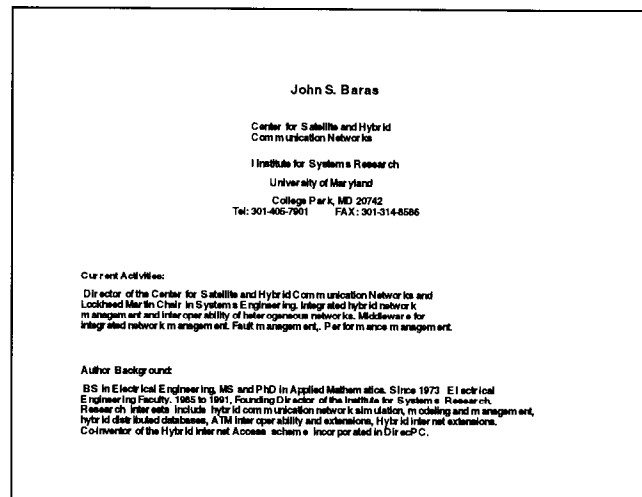 John S. Baras
Center for Satellite and Hybrid
Communication Networks
I Institute for Systems Research
University of Maryland
College Park, MD 20742
Tel: 301-405-7901 FAX: 301-314-8586
Current Activities:
Director of the Center for Satellite and Hybrid Communication Networks and
Lockheed Martin Chair in Systems Engineering. Integrated hybrid network
management and interoperability of heterogeneous networks. Middleware for
integrated network management. Fault management,. Performance management.
Author Background:
BS in Electrical Engineering, MS and PhD in Applied Mathematics. Since 1973 Electrical
Engineering Faculty. 1985 to 1991, Founding Director of the Institute for Systems Research.
Research interests include hybrid communication network simulation, modeling and management,
hybrid distributed databases, ATM interoperability and extensions, Hybrid internet extensions.
Co-inventor of the Hybrid Internet Access scheme incorporated in DirecPC.